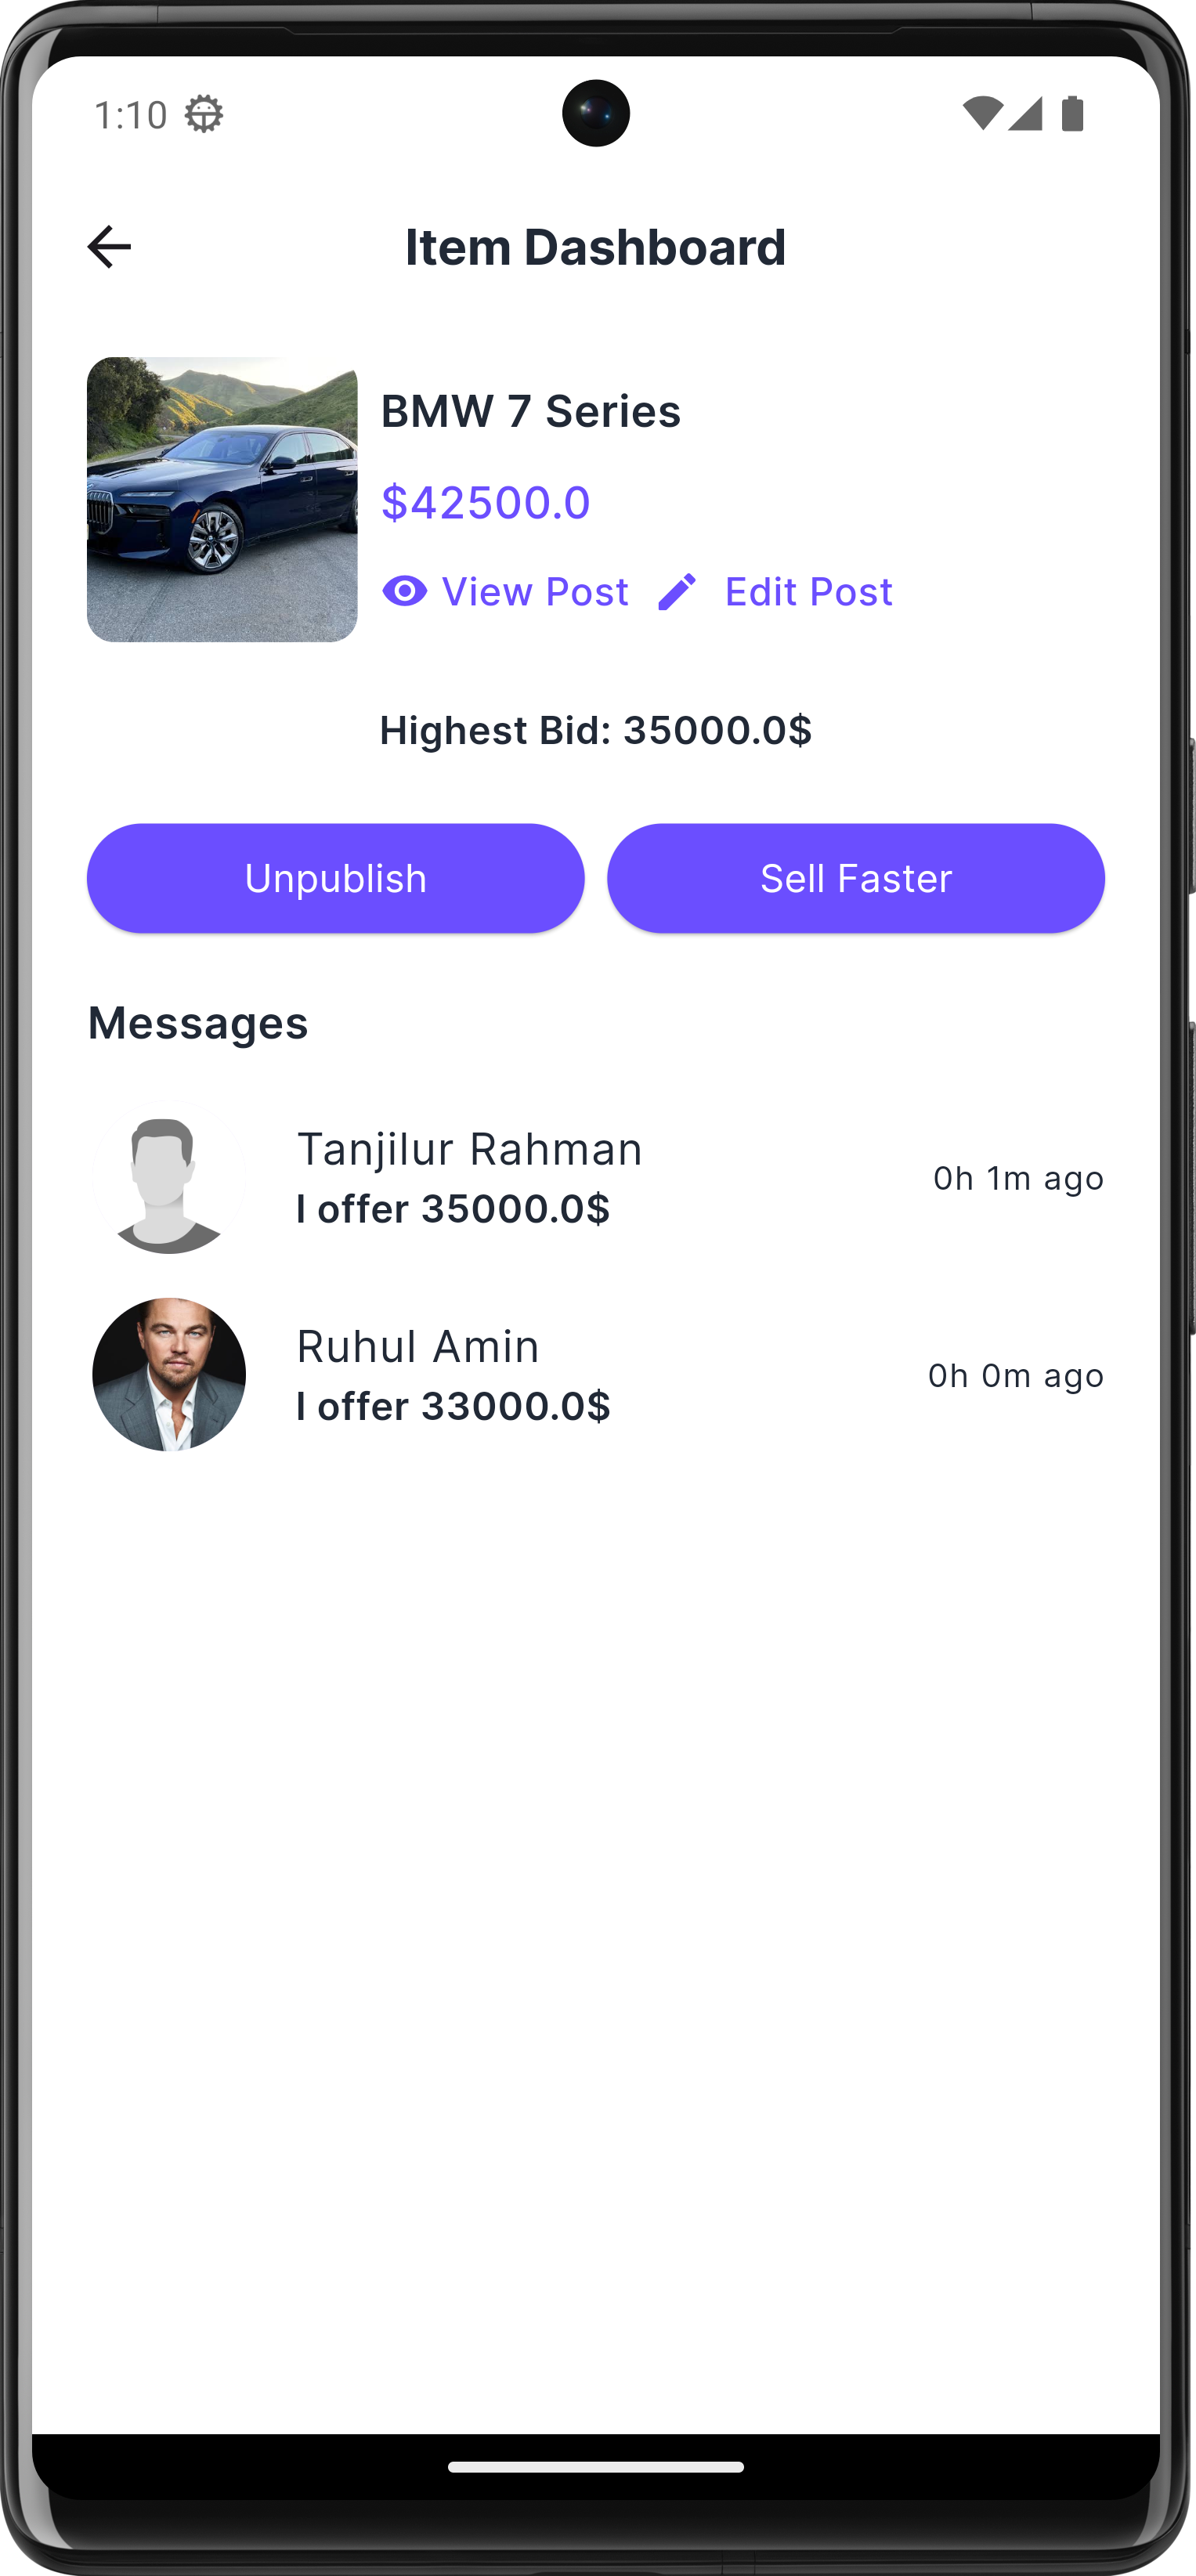 1:10
Item Dashboard
BMW 7 Series
$42500.0
View Post Edit Post
Highest Bid: 35000.0$
Unpublish Sell Faster
Messages
Tanjilur Rahman
0h 1m ago
I offer 35000.0$
Ruhul Amin
0h 0m ago
I offer 33000.0$